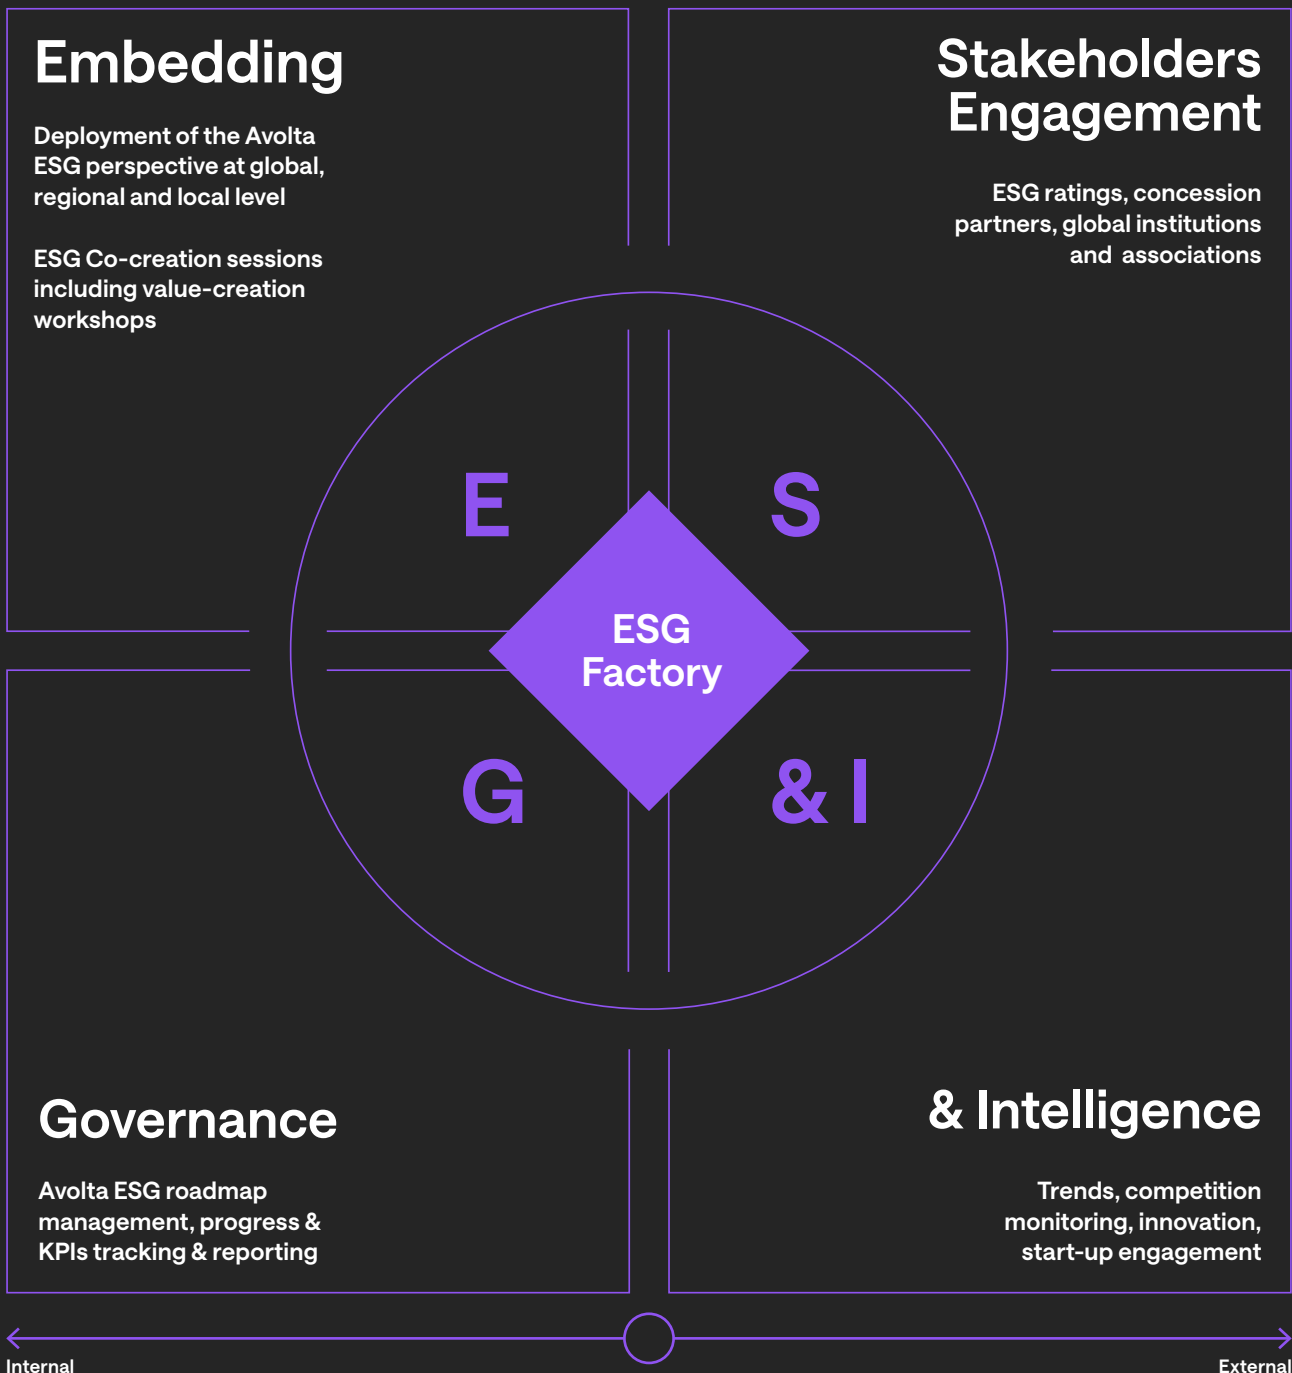 Embedding
Deployment of the Avolta
ESG perspective at global,
regional and local level
ESG Co-creation sessions
including value-creation
workshops
Stakeholders
Engagement
ESG ratings, concession
partners, global institutions
and associations
E
S
ESG
Factory
G
& I
Governance
Avolta ESG roadmap
management, progress &
KPIs tracking & reporting
& Intelligence
Trends, competition
monitoring, innovation,
start-up engagement
Internal
External